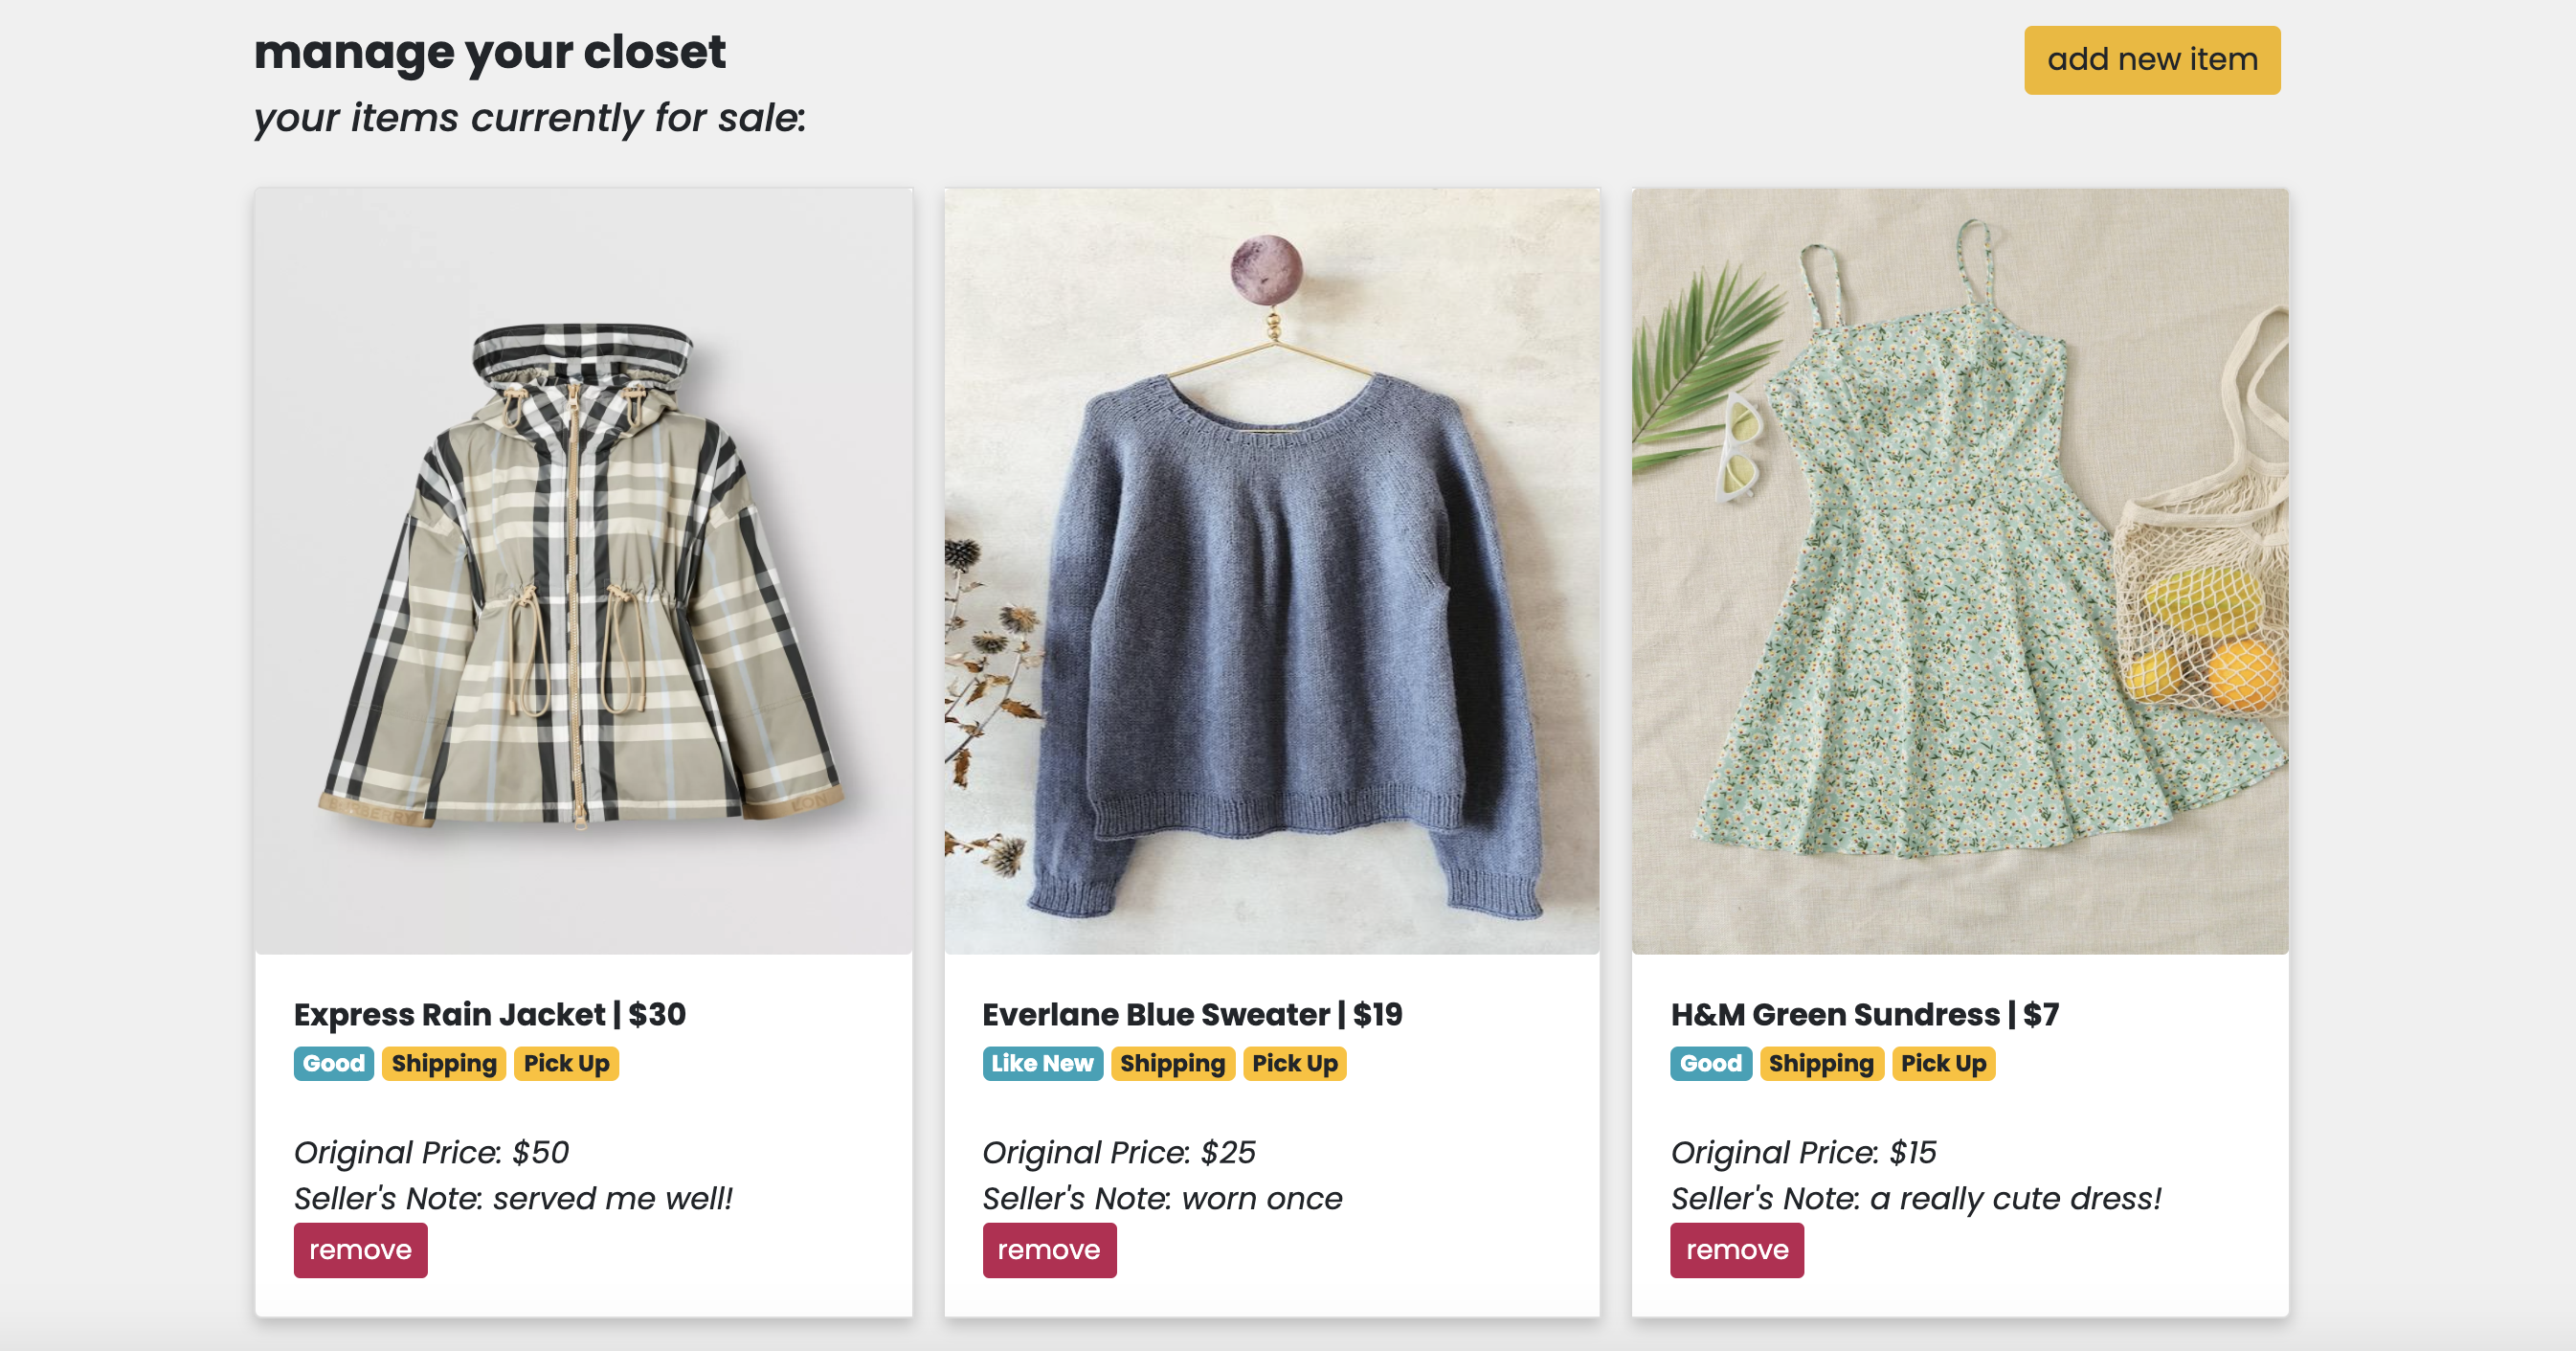 manage your closet
add new item
your items currently for sale:
BURBERRY
LON
Express Rain Jacket | $30
Good Shipping Pick Up
Original Price: $50
Seller's Note: served me well!
remove
Everlane Blue Sweater | $19
Like New Shipping Pick Up
Original Price: $25
Seller's Note: worn once
remove
H&M Green Sundress | $7
Good Shipping Pick Up
Original Price: $15
Seller's Note: a really cute dress!
remove